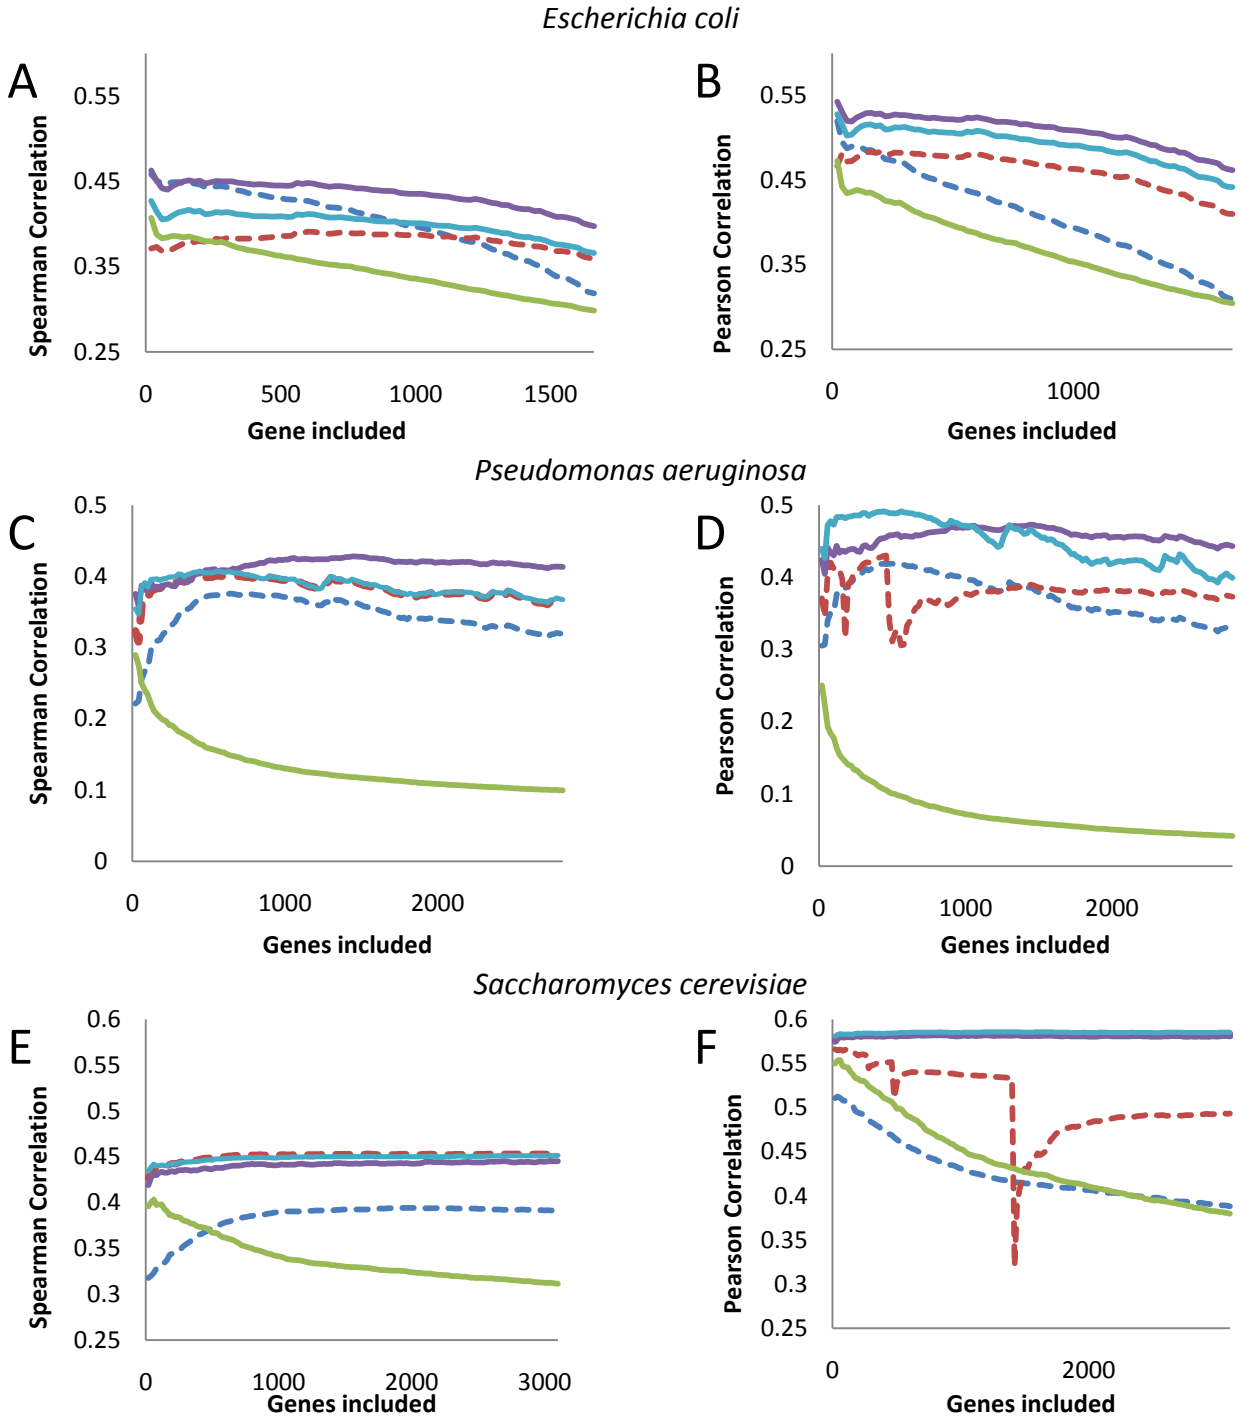 Escherichia coli
A
Spearman Correlation
0.55
0.45
0.35
0.25
0 500 1000 1500
Gene included
B
Pearson Correlation
0.55
0.45
0.35
0.25
0 1000
Genes included
Pseudomonas aeruginosa
C
Spearman Correlation
0.5
0.4
0.3
0.2
0.1
0
0 1000 2000
Genes included
D
Pearson Correlation
0.5
0.4
0.3
0.2
0.1
0
0 1000 2000
Genes included
Saccharomyces cerevisiae
E
Spearman Correlation
0.6
0.55
0.5
0.45
0.4
0.35
0.3
0.25
0 1000 2000 3000
Genes included
F
Pearson Correlation
0.6
0.55
0.5
0.45
0.4
0.35
0.3
0.25
0 2000
Genes included